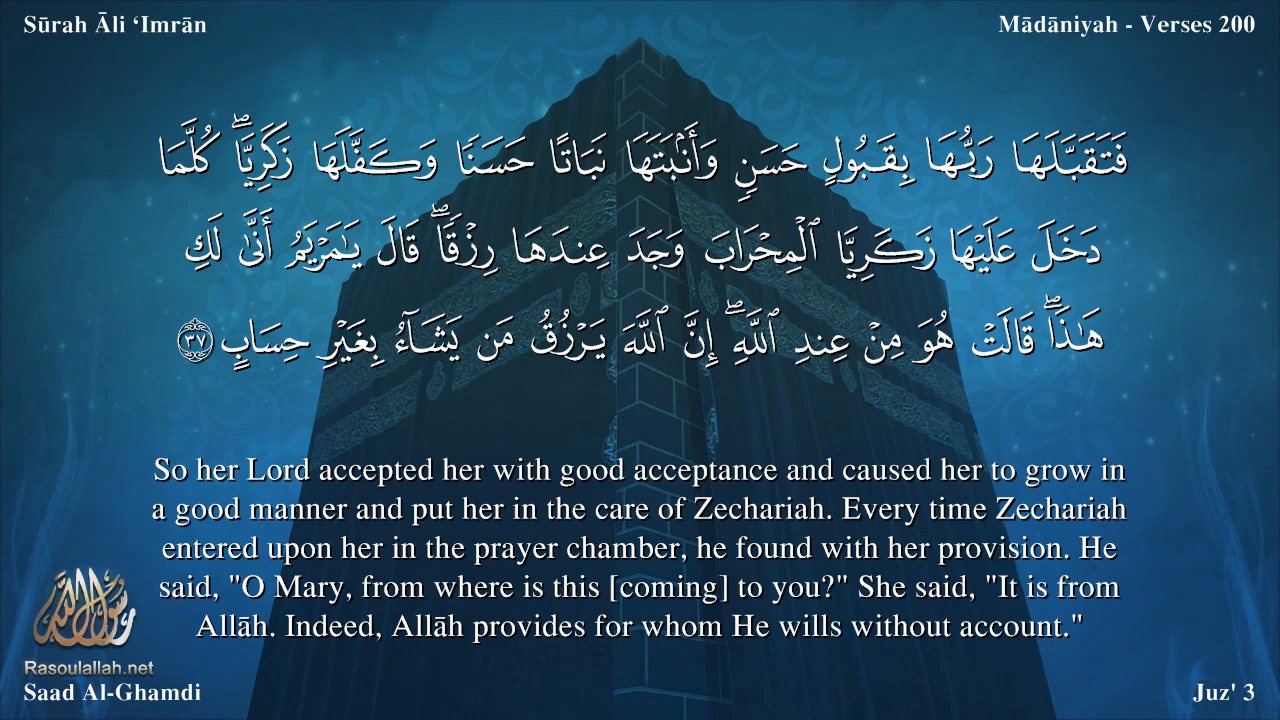 Sūrah Āli ‘Imrān
Mādāniyah - Verses 200
فَتَقَبَّلَهَا رَبُّهَا بِقَبُولٍ حَسَنٍ وَأَنۢبَتَهَا نَبَاتًا حَسَنًا وَكَفَّلَهَا زَكَرِيَّاۖ كُلَّمَا
دَخَلَ عَلَيْهَا زَكَرِيَّا ٱلْمِحْرَابَ وَجَدَ عِندَهَا رِزْقًاۖ قَالَ يَٰمَرْيَمُ أَنَّىٰ لَكِ
هَٰذَاۖ قَالَتْ هُوَ مِنْ عِندِ ٱللَّهِۖ إِنَّ ٱللَّهَ يَرْزُقُ مَن يَشَآءُ بِغَيْرِ حِسَابٍ ٣٧
So her Lord accepted her with good acceptance and caused her to grow in
a good manner and put her in the care of Zechariah. Every time Zechariah
entered upon her in the prayer chamber, he found with her provision. He
said, "O Mary, from where is this [coming] to you?" She said, "It is from
Allāh. Indeed, Allāh provides for whom He wills without account."
رسول الله
Rasoulallah.net
Saad Al-Ghamdi
Juz' 3